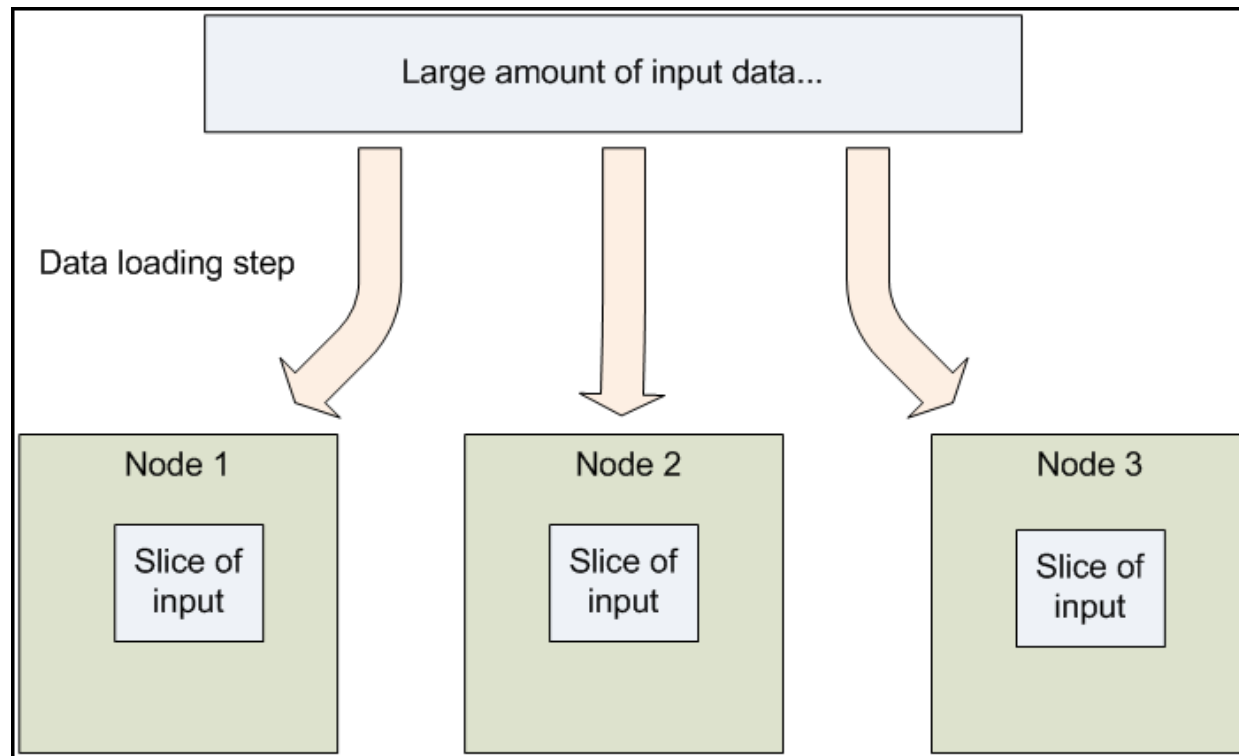 Large amount of input data...
Data loading step
Node 1
Node 2
Node 3
Slice of
input
Slice of
input
Slice of
input